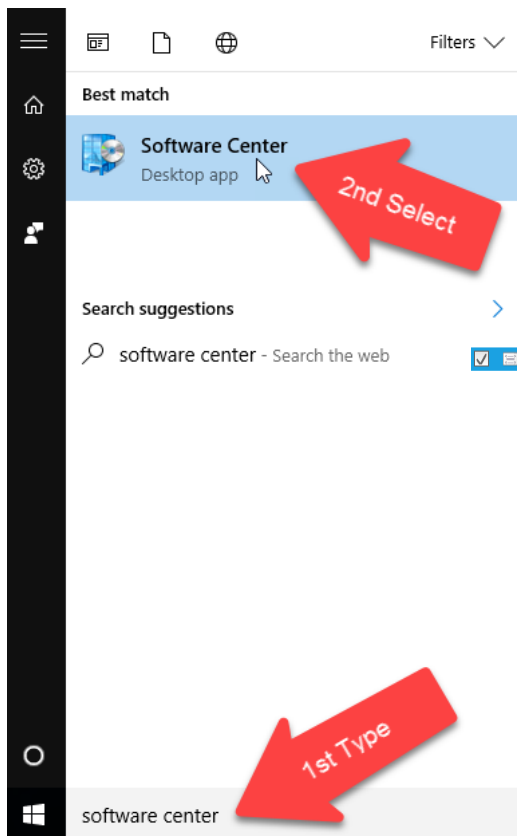 Filters
Best match
Software Center
Desktop app
2nd Select
Search suggestions
software center - Search the web
1st Type
software center